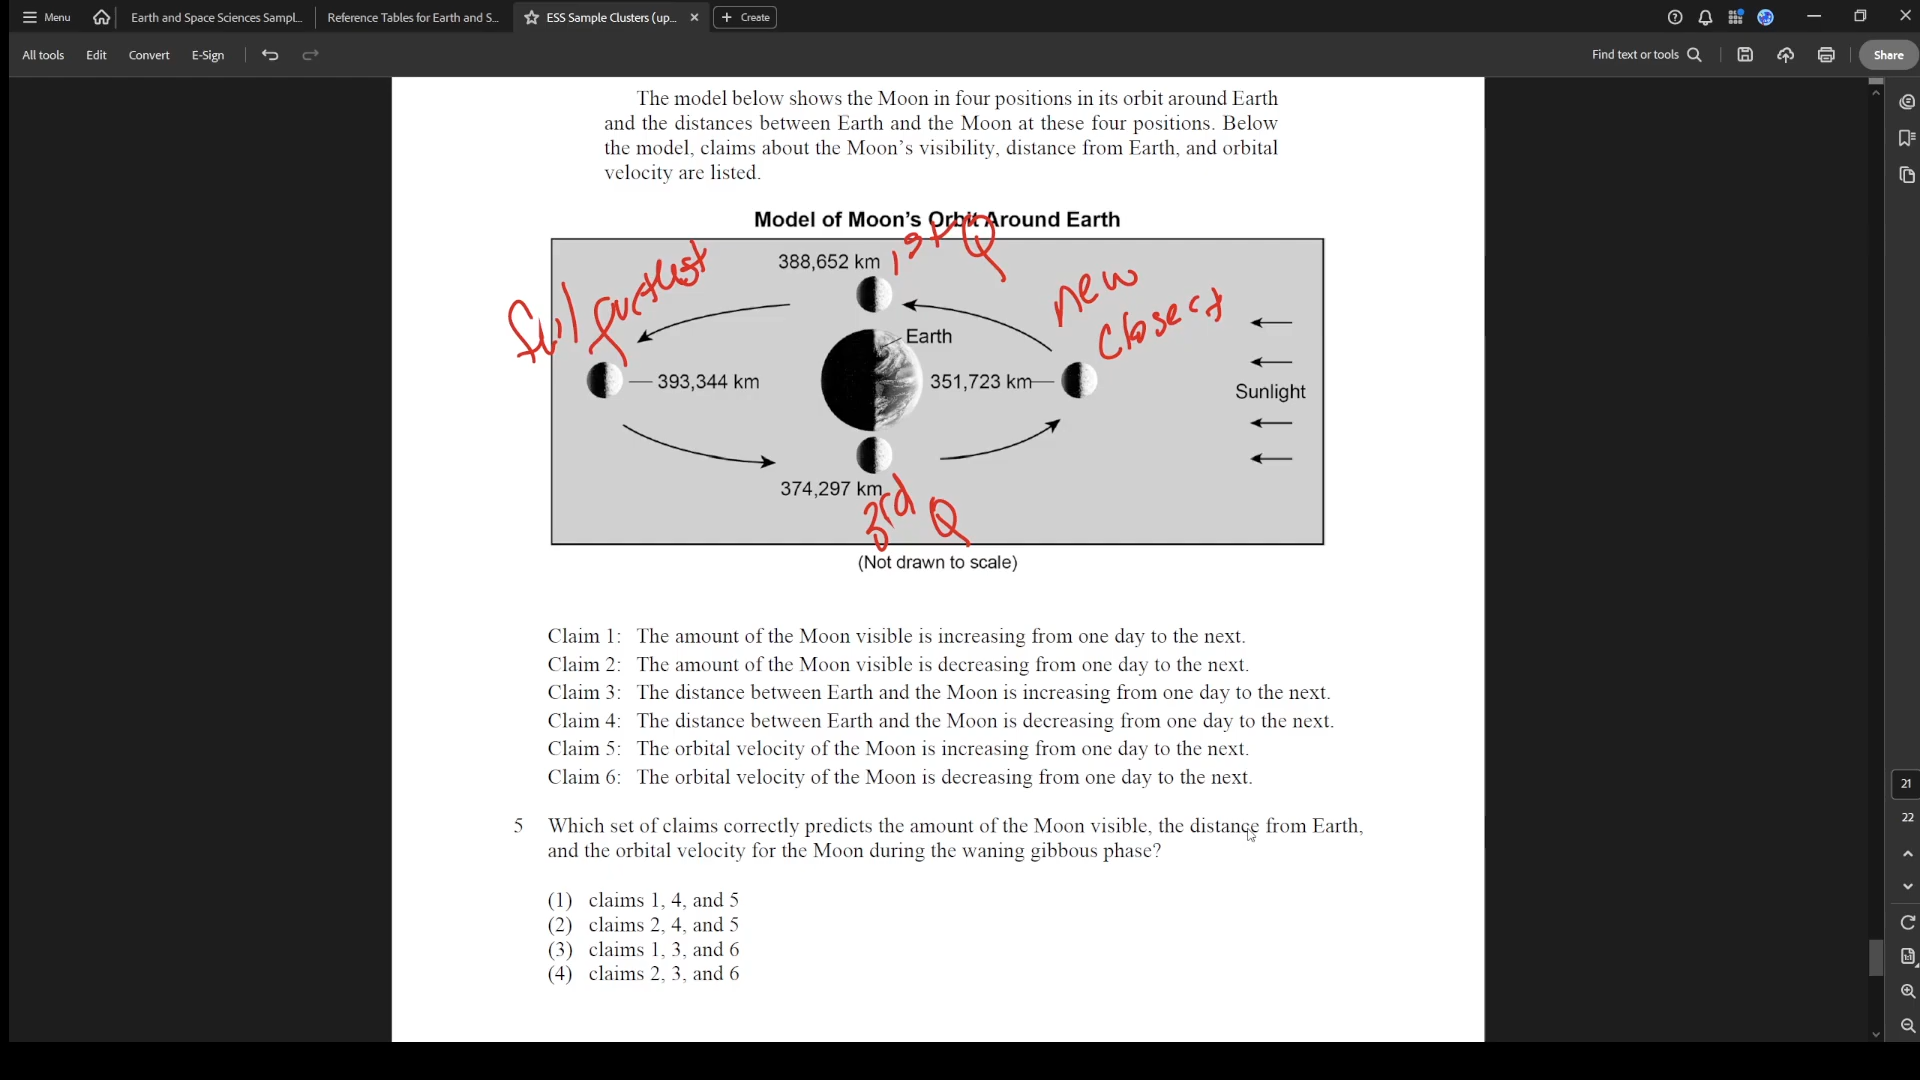 Menu
Earth and Space Sciences Sampl...
Reference Tables for Earth and S...
ESS Sample Clusters (up...
Create
All tools
Edit
Convert
E-Sign
Find text or tools
Share
The model below shows the Moon in four positions in its orbit around Earth
and the distances between Earth and the Moon at these four positions. Below
the model, claims about the Moon's visibility, distance from Earth, and orbital
velocity are listed.
Model of Moon's Orbit Around Earth
388,652 km
1st Q
full furthest
new
closest
Earth
393,344 km
351,723 km
Sunlight
374,297 km
3rd Q
(Not drawn to scale)
Claim 1: The amount of the Moon visible is increasing from one day to the next.
Claim 2: The amount of the Moon visible is decreasing from one day to the next.
Claim 3: The distance between Earth and the Moon is increasing from one day to the next.
Claim 4: The distance between Earth and the Moon is decreasing from one day to the next.
Claim 5: The orbital velocity of the Moon is increasing from one day to the next.
Claim 6: The orbital velocity of the Moon is decreasing from one day to the next.
5 Which set of claims correctly predicts the amount of the Moon visible, the distance from Earth,
and the orbital velocity for the Moon during the waning gibbous phase?
(1) claims 1, 4, and 5
(2) claims 2, 4, and 5
(3) claims 1, 3, and 6
(4) claims 2, 3, and 6
21
22